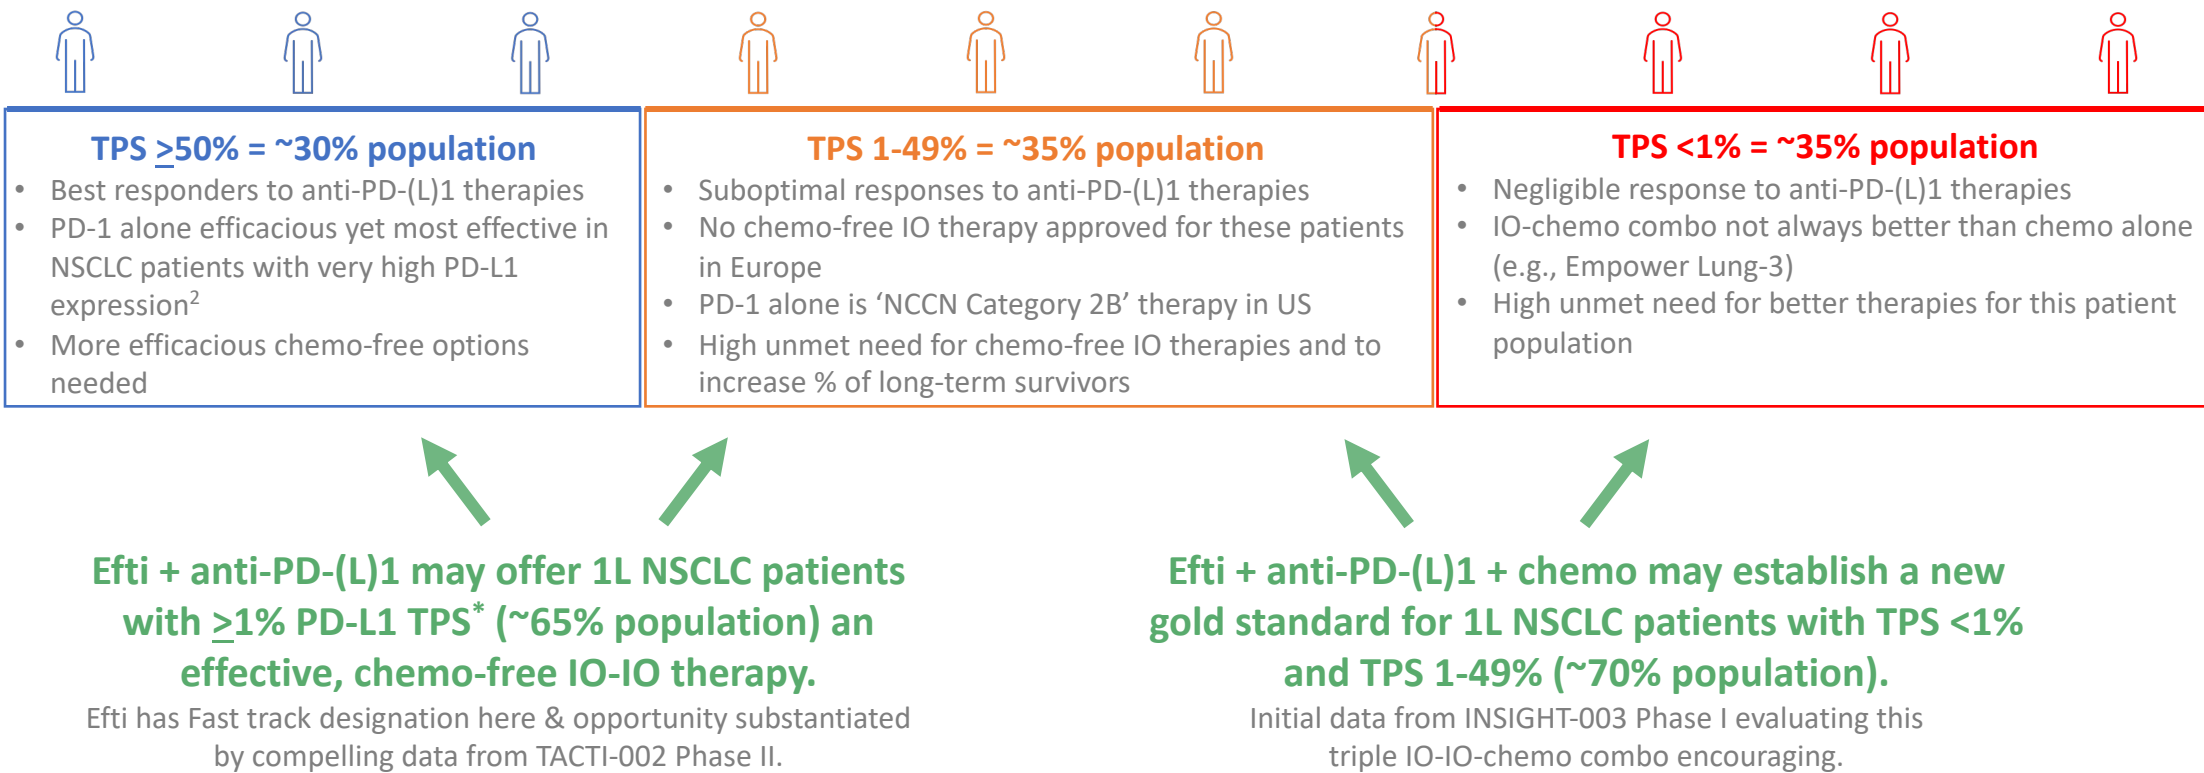 TPS >50% = ~30% population
• Best responders to anti-PD-(L)1 therapies
• PD-1 alone efficacious yet most effective in
NSCLC patients with very high PD-L1
expression2
• More efficacious chemo-free options
needed
TPS 1-49% = ~35% population
• Suboptimal responses to anti-PD-(L)1 therapies
• No chemo-free IO therapy approved for these patients
in Europe
• PD-1 alone is ‘NCCN Category 2B’ therapy in US
• High unmet need for chemo-free IO therapies and to
increase % of long-term survivors
TPS <1% = ~35% population
• Negligible response to anti-PD-(L)1 therapies
• IO-chemo combo not always better than chemo alone
(e.g., Empower Lung-3)
• High unmet need for better therapies for this patient
population
Efti + anti-PD-(L)1 may offer 1L NSCLC patients
with >1% PD-L1 TPS* (~65% population) an
effective, chemo-free IO-IO therapy.
Efti has Fast track designation here & opportunity substantiated
by compelling data from TACTI-002 Phase II.
Efti + anti-PD-(L)1 + chemo may establish a new
gold standard for 1L NSCLC patients with TPS <1%
and TPS 1-49% (~70% population).
Initial data from INSIGHT-003 Phase I evaluating this
triple IO-IO-chemo combo encouraging.